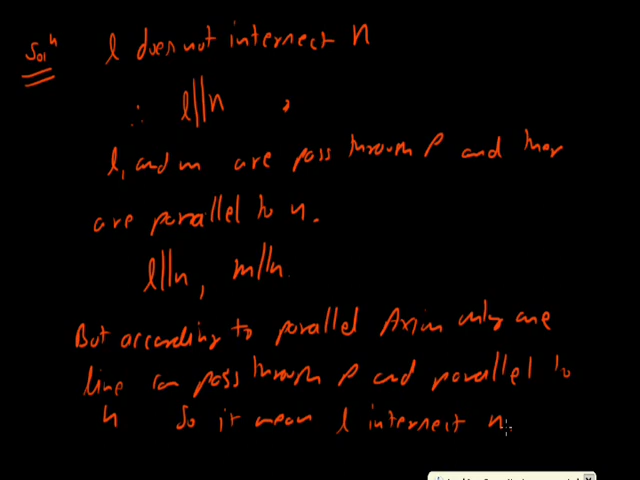 Solⁿ l does not intersect n
∴ l||n ,
l, and m are pass through P and they
are parallel to n.
l||n, m||n
But according to parallel Axiom only one
line can pass through P and parallel to
n So it mean l intersect n.